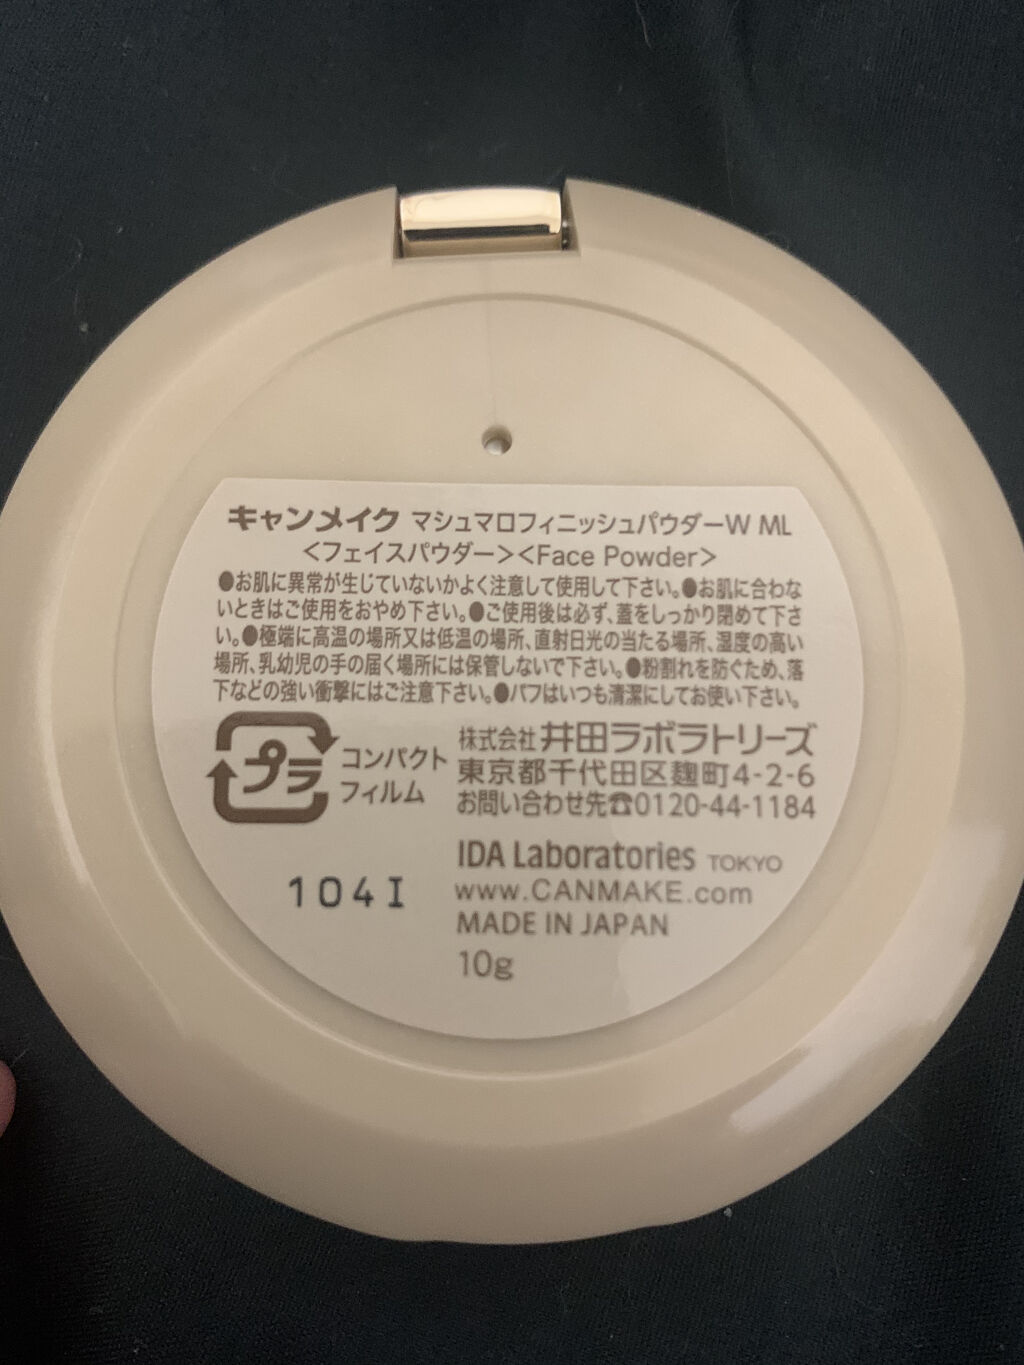 キャンメイク マシュマロフィニッシュパウダーW ML
<フェイスパウダー><Face Powder>
●お肌に異常が生じていないかよく注意して使用して下さい。●お肌に合わな
いときはご使用をおやめ下さい。●ご使用後は必ず、蓋をしっかり閉めて下さ
い。●極端に高温の場所又は低温の場所、直射日光の当たる場所、湿度の高い
場所、乳幼児の手の届く場所には保管しないで下さい。●粉割れを防ぐため、落
下などの強い衝撃にはご注意下さい。●パフはいつも清潔にしてお使い下さい。
プラ
コンパクト
フィルム
株式会社 井田ラボラトリーズ
東京都千代田区麹町4-2-6
お問い合わせ先☎0120-44-1184
IDA Laboratories TOKYO
www.CANMAKE.com
MADE IN JAPAN
10g
104I